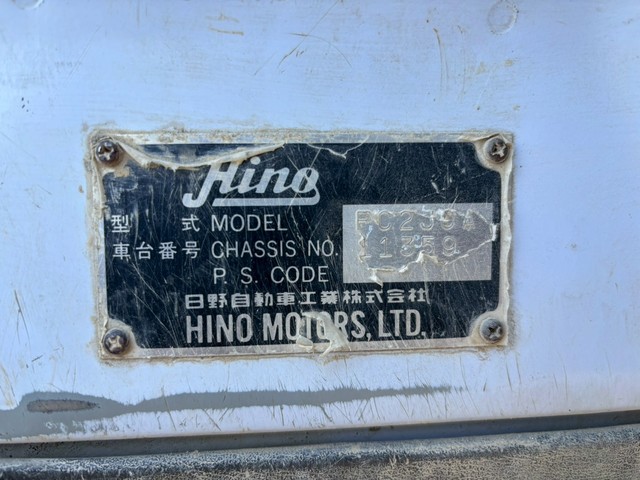 Hino
型 式 MODEL
車台番号 CHASSIS NO. 11359
P. S. CODE
日野自動車工業株式会社
HINO MOTORS, LTD.